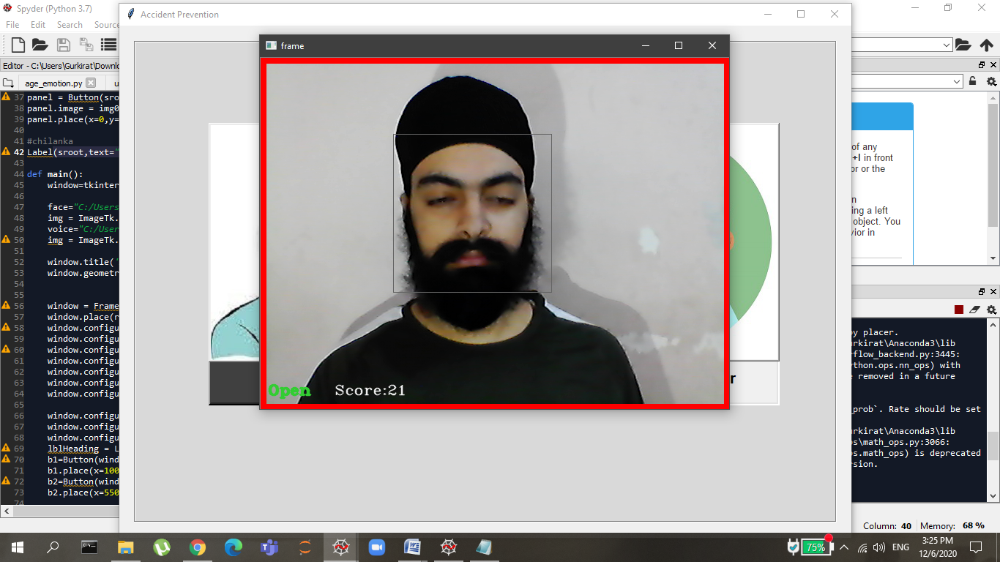 Spyder (Python 3.7)
File Edit Search Source
Editor - C:\Users\Gurkirat\Downlo
age_emotion.py
u
37 panel = Button(sro
38 panel.image = img0
39 panel.place(x=0,y=
40
41 #chilanka
42 Label(sroot,text="
43
44 def main():
45 window=tkinter
46
47 face="C:/Users
48 img = ImageTk.
49 voice="C:/User
50 img = ImageTk.
51
52 window.title('
53 window.geometr
54
55
56 window = Frame
57 window.place(r
58 window.configu
59 window.configu
60 window.configu
61 window.configu
62 window.configu
63 window.configu
64 window.configu
65
66 window.configu
67 window.configu
68 window.configu
69 lblHeading = L
70 b1=Button(wind
71 b1.place(x=100
72 b2=Button(wind
73 b2.place(x=550
74
Accident Prevention
frame
Open Score:21
r
of any
+I in front
or or the
n
ing a left
object. You
vior in
by placer.
urkirat\Anaconda3\lib
rflow_backend.py:3445:
ython.ops.nn_ops) with
e removed in a future
_prob`. Rate should be set
urkirat\Anaconda3\lib
s\math_ops.py:3066:
ops.math_ops) is deprecated
rsion.
Column: 40 Memory: 68 %
75%
ENG
3:25 PM
12/6/2020